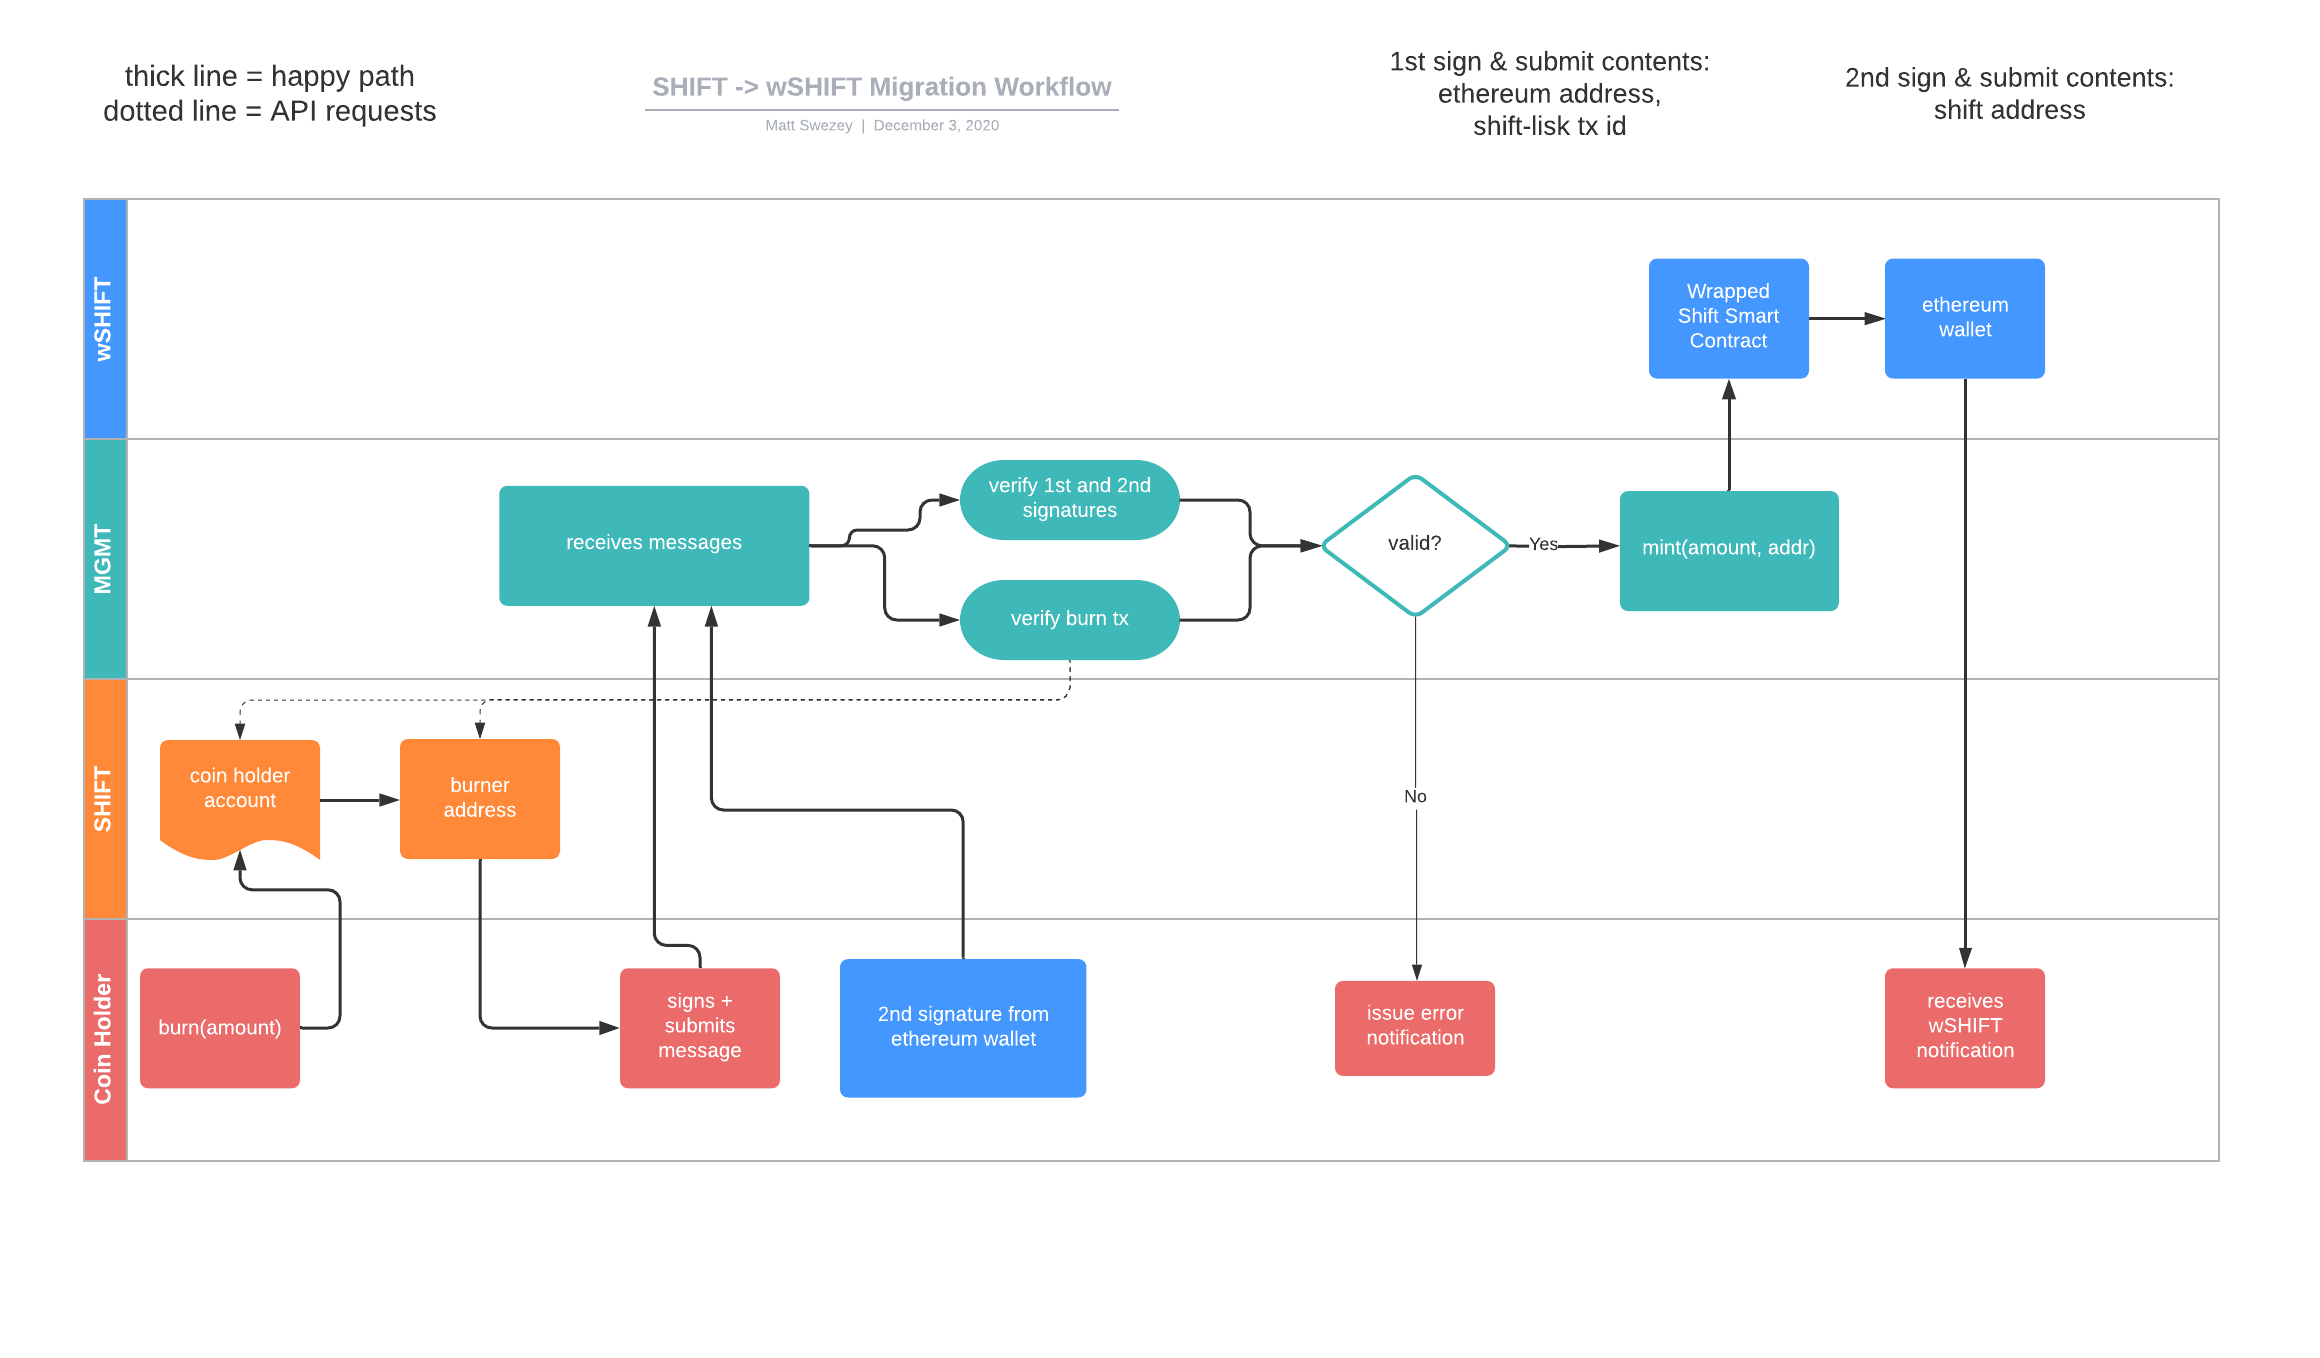 thick line = happy path
dotted line = API requests
SHIFT -> wSHIFT Migration Workflow
Matt Swezey | December 3, 2020
1st sign & submit contents:
ethereum address,
shift-lisk tx id
2nd sign & submit contents:
shift address
wSHIFT
Wrapped
Shift Smart
Contract
ethereum
wallet
MGMT
receives messages
verify 1st and 2nd
signatures
verify burn tx
valid?
Yes
mint(amount, addr)
SHIFT
coin holder
account
burner
address
No
Coin Holder
burn(amount)
signs +
submits
message
2nd signature from
ethereum wallet
issue error
notification
receives
wSHIFT
notification